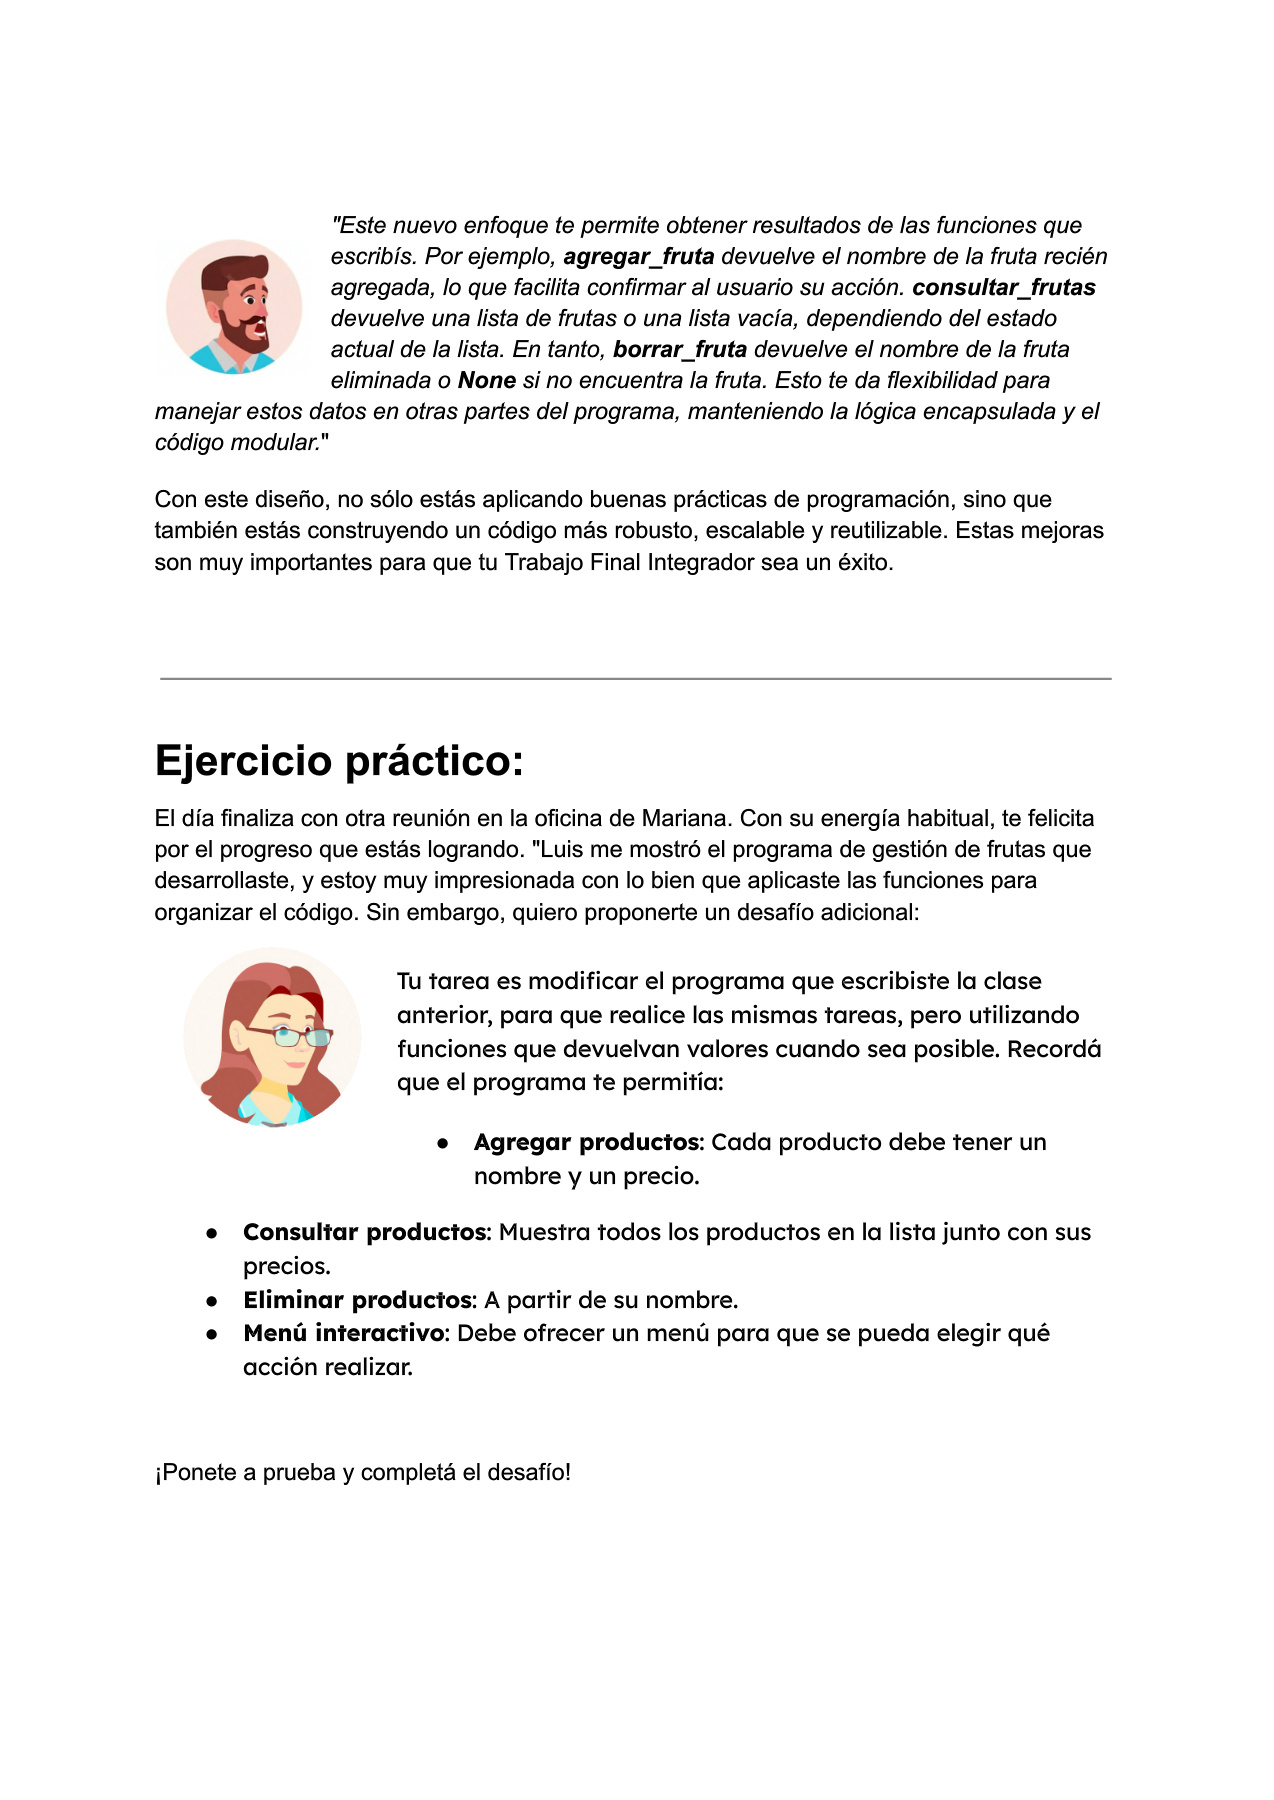 "Este nuevo enfoque te permite obtener resultados de las funciones que
escribís. Por ejemplo, agregar_fruta devuelve el nombre de la fruta recién
agregada, lo que facilita confirmar al usuario su acción. consultar_frutas
devuelve una lista de frutas o una lista vacía, dependiendo del estado
actual de la lista. En tanto, borrar_fruta devuelve el nombre de la fruta
eliminada o None si no encuentra la fruta. Esto te da flexibilidad para
manejar estos datos en otras partes del programa, manteniendo la lógica encapsulada y el
código modular."
Con este diseño, no sólo estás aplicando buenas prácticas de programación, sino que
también estás construyendo un código más robusto, escalable y reutilizable. Estas mejoras
son muy importantes para que tu Trabajo Final Integrador sea un éxito.
Ejercicio práctico:
El día finaliza con otra reunión en la oficina de Mariana. Con su energía habitual, te felicita
por el progreso que estás logrando. "Luis me mostró el programa de gestión de frutas que
desarrollaste, y estoy muy impresionada con lo bien que aplicaste las funciones para
organizar el código. Sin embargo, quiero proponerte un desafío adicional:
Tu tarea es modificar el programa que escribiste la clase
anterior, para que realice las mismas tareas, pero utilizando
funciones que devuelvan valores cuando sea posible. Recordá
que el programa te permitía:
● Agregar productos: Cada producto debe tener un
nombre y un precio.
● Consultar productos: Muestra todos los productos en la lista junto con sus
precios.
● Eliminar productos: A partir de su nombre.
● Menú interactivo: Debe ofrecer un menú para que se pueda elegir qué
acción realizar.
¡Ponete a prueba y completá el desafío!